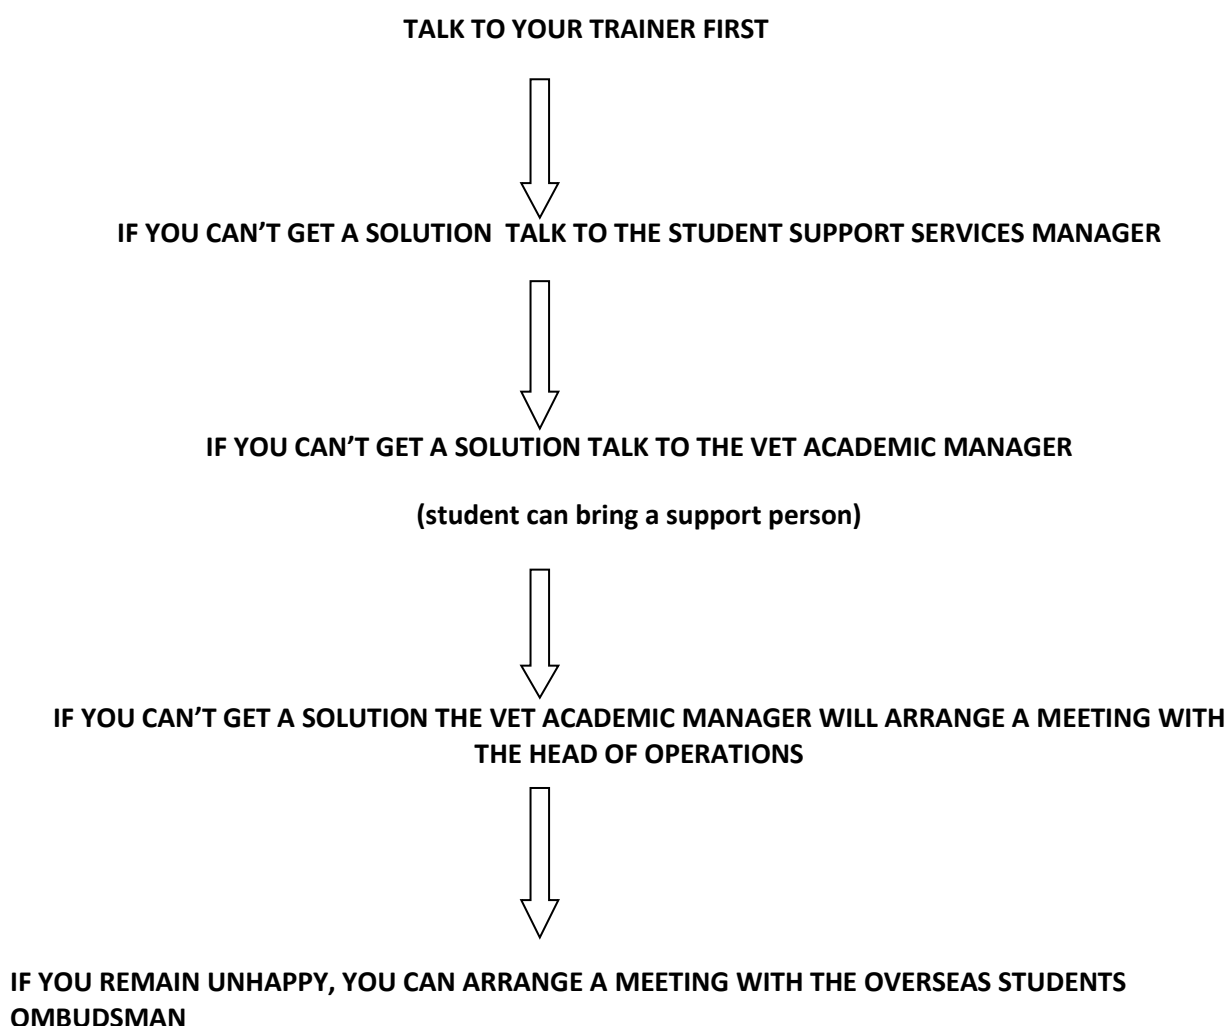 TALK TO YOUR TRAINER FIRST
IF YOU CAN’T GET A SOLUTION  TALK TO THE STUDENT SUPPORT SERVICES MANAGER
IF YOU CAN’T GET A SOLUTION TALK TO THE VET ACADEMIC MANAGER
(student can bring a support person)
IF YOU CAN’T GET A SOLUTION THE VET ACADEMIC MANAGER WILL ARRANGE A MEETING WITH
THE HEAD OF OPERATIONS
IF YOU REMAIN UNHAPPY, YOU CAN ARRANGE A MEETING WITH THE OVERSEAS STUDENTS
OMBUDSMAN